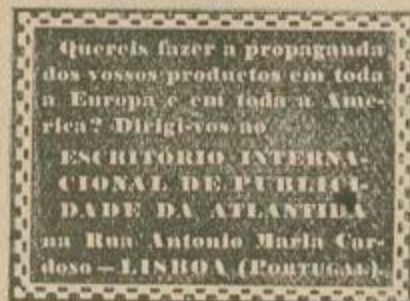 Quereis fazer a propaganda
dos vossos productos em toda
a Europa e em toda a Ame-
rica? Dirigi-vos ao
ESCRITÓRIO INTERNA-
CIONAL DE PUBLICI-
DADE DA ATLANTIDA
na Rua Antonio Maria Car-
doso — LISBOA (PORTUGAL).